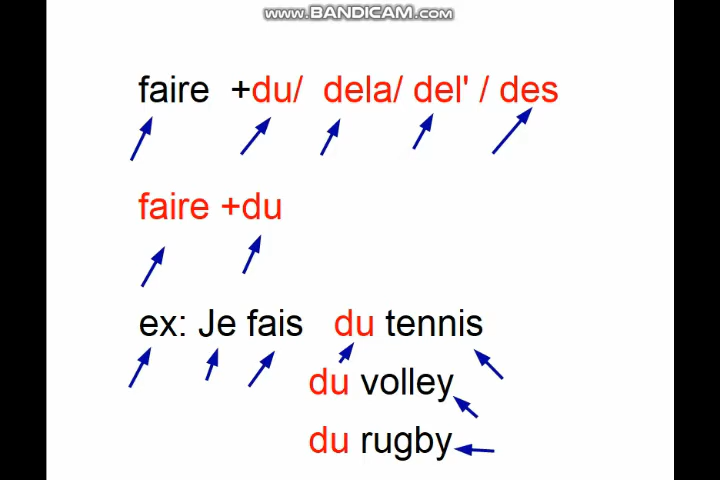 www.BANDICAM.com
faire +du/ dela/ del' / des
faire +du
ex: Je fais du tennis
du volley
du rugby